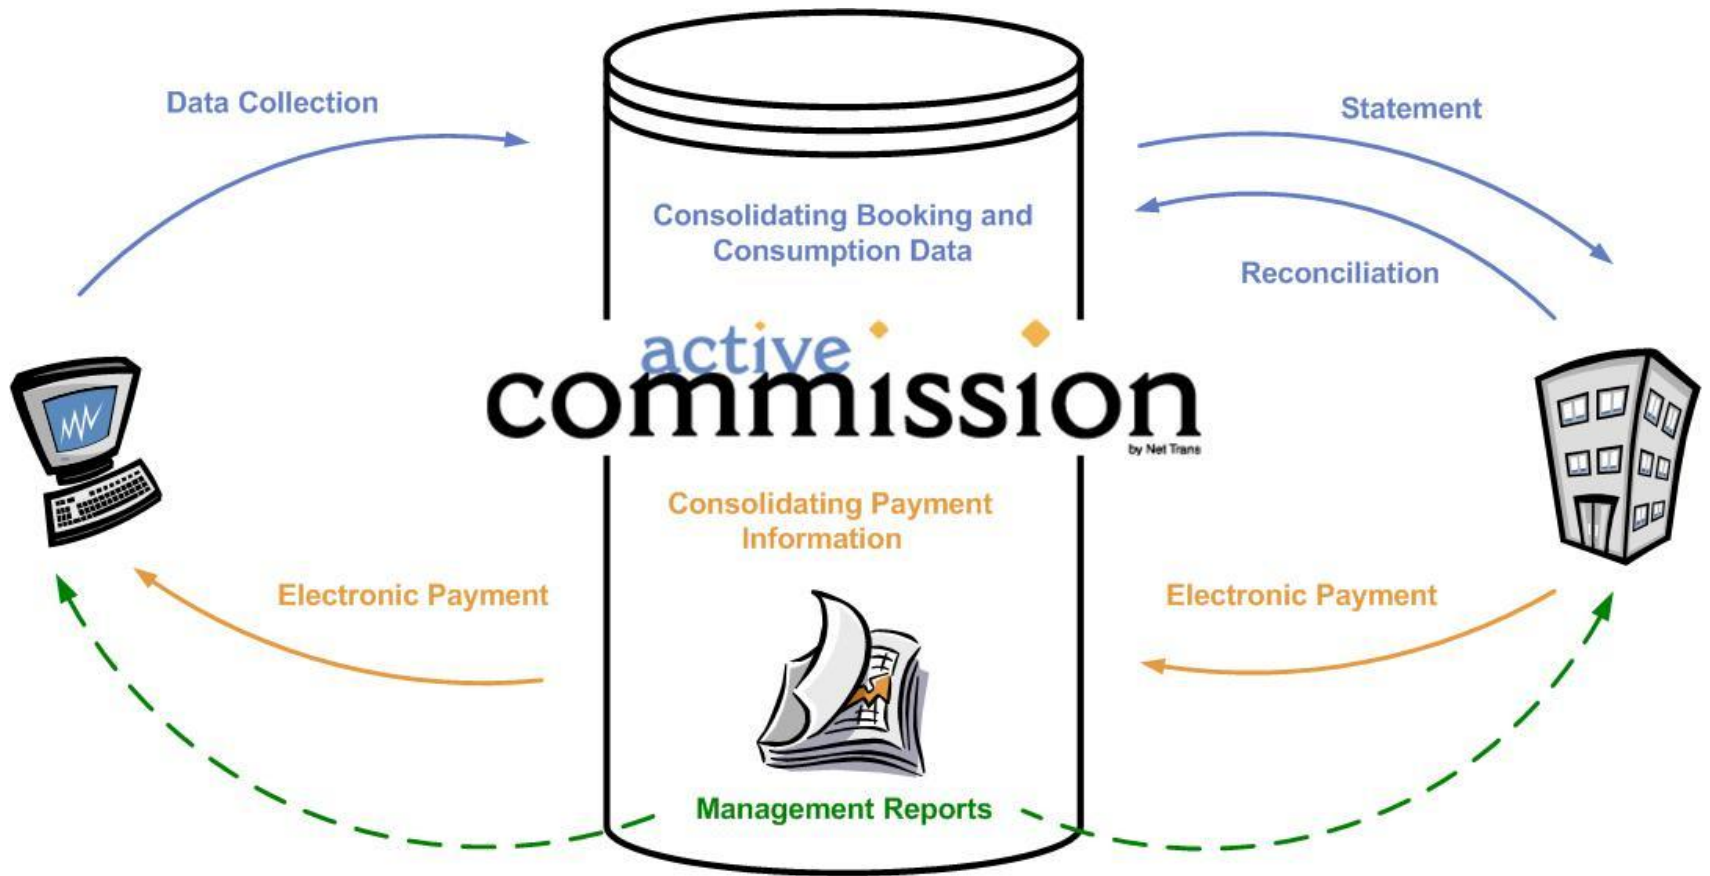 Data Collection
Statement
Consolidating Booking and
Consumption Data
Reconciliation
active
commission
by Net Trans
Consolidating Payment
Information
Electronic Payment
Electronic Payment
Management Reports